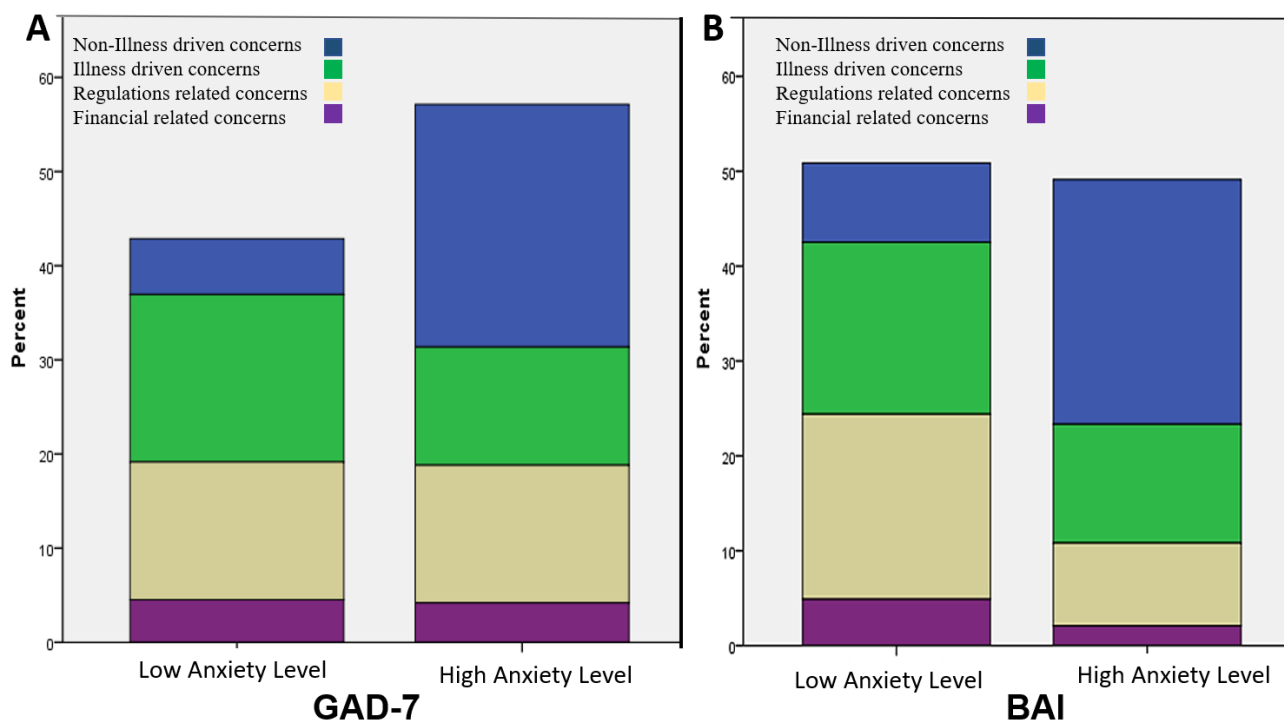 A
Non-Illness driven concerns
Illness driven concerns
Regulations related concerns
Financial related concerns
60
50
40
30
20
10
0
Percent
Low Anxiety Level
High Anxiety Level
GAD-7
B
Non-Illness driven concerns
Illness driven concerns
Regulations related concerns
Financial related concerns
60
50
40
30
20
10
0
Percent
Low Anxiety Level
High Anxiety Level
BAI